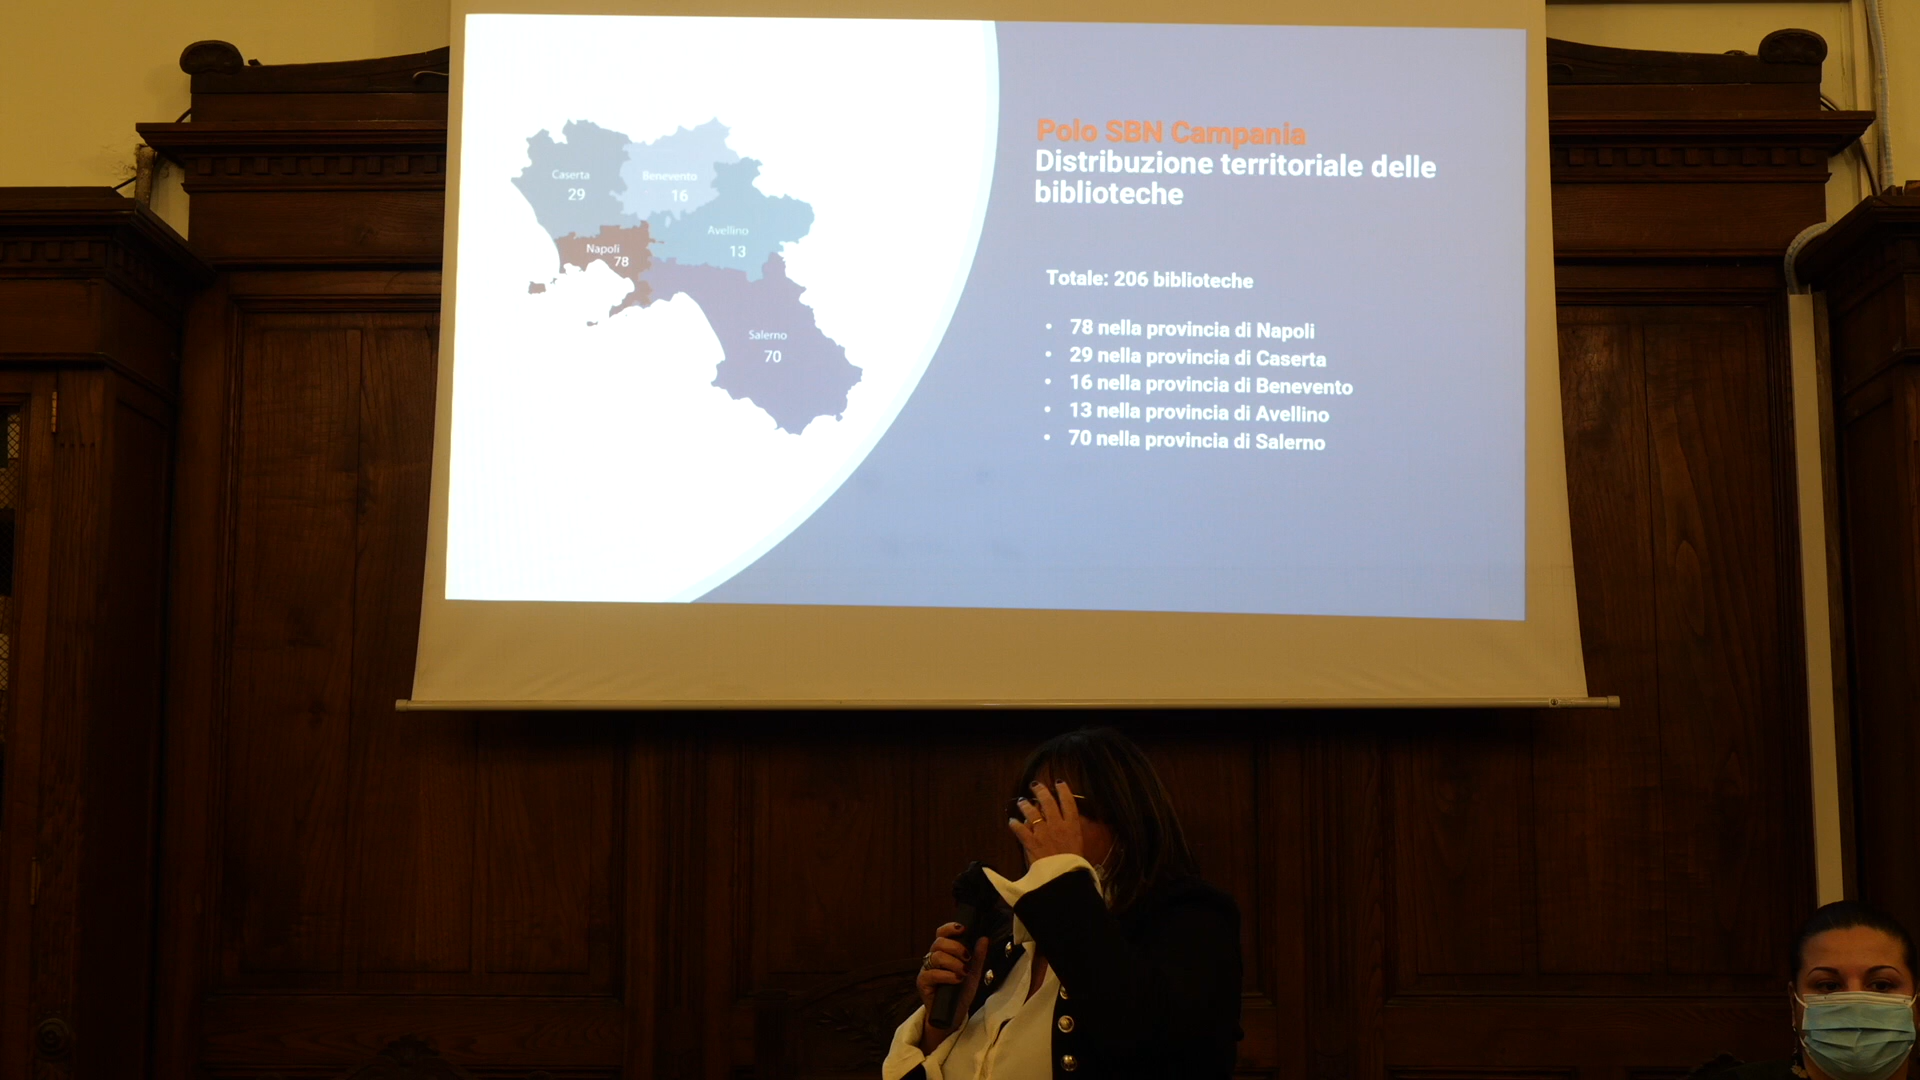 Caserta
29
Benevento
16
Avellino
13
Napoli
78
Salerno
70
Polo SBN Campania
Distribuzione territoriale delle
biblioteche
Totale: 206 biblioteche
• 78 nella provincia di Napoli
• 29 nella provincia di Caserta
• 16 nella provincia di Benevento
• 13 nella provincia di Avellino
• 70 nella provincia di Salerno